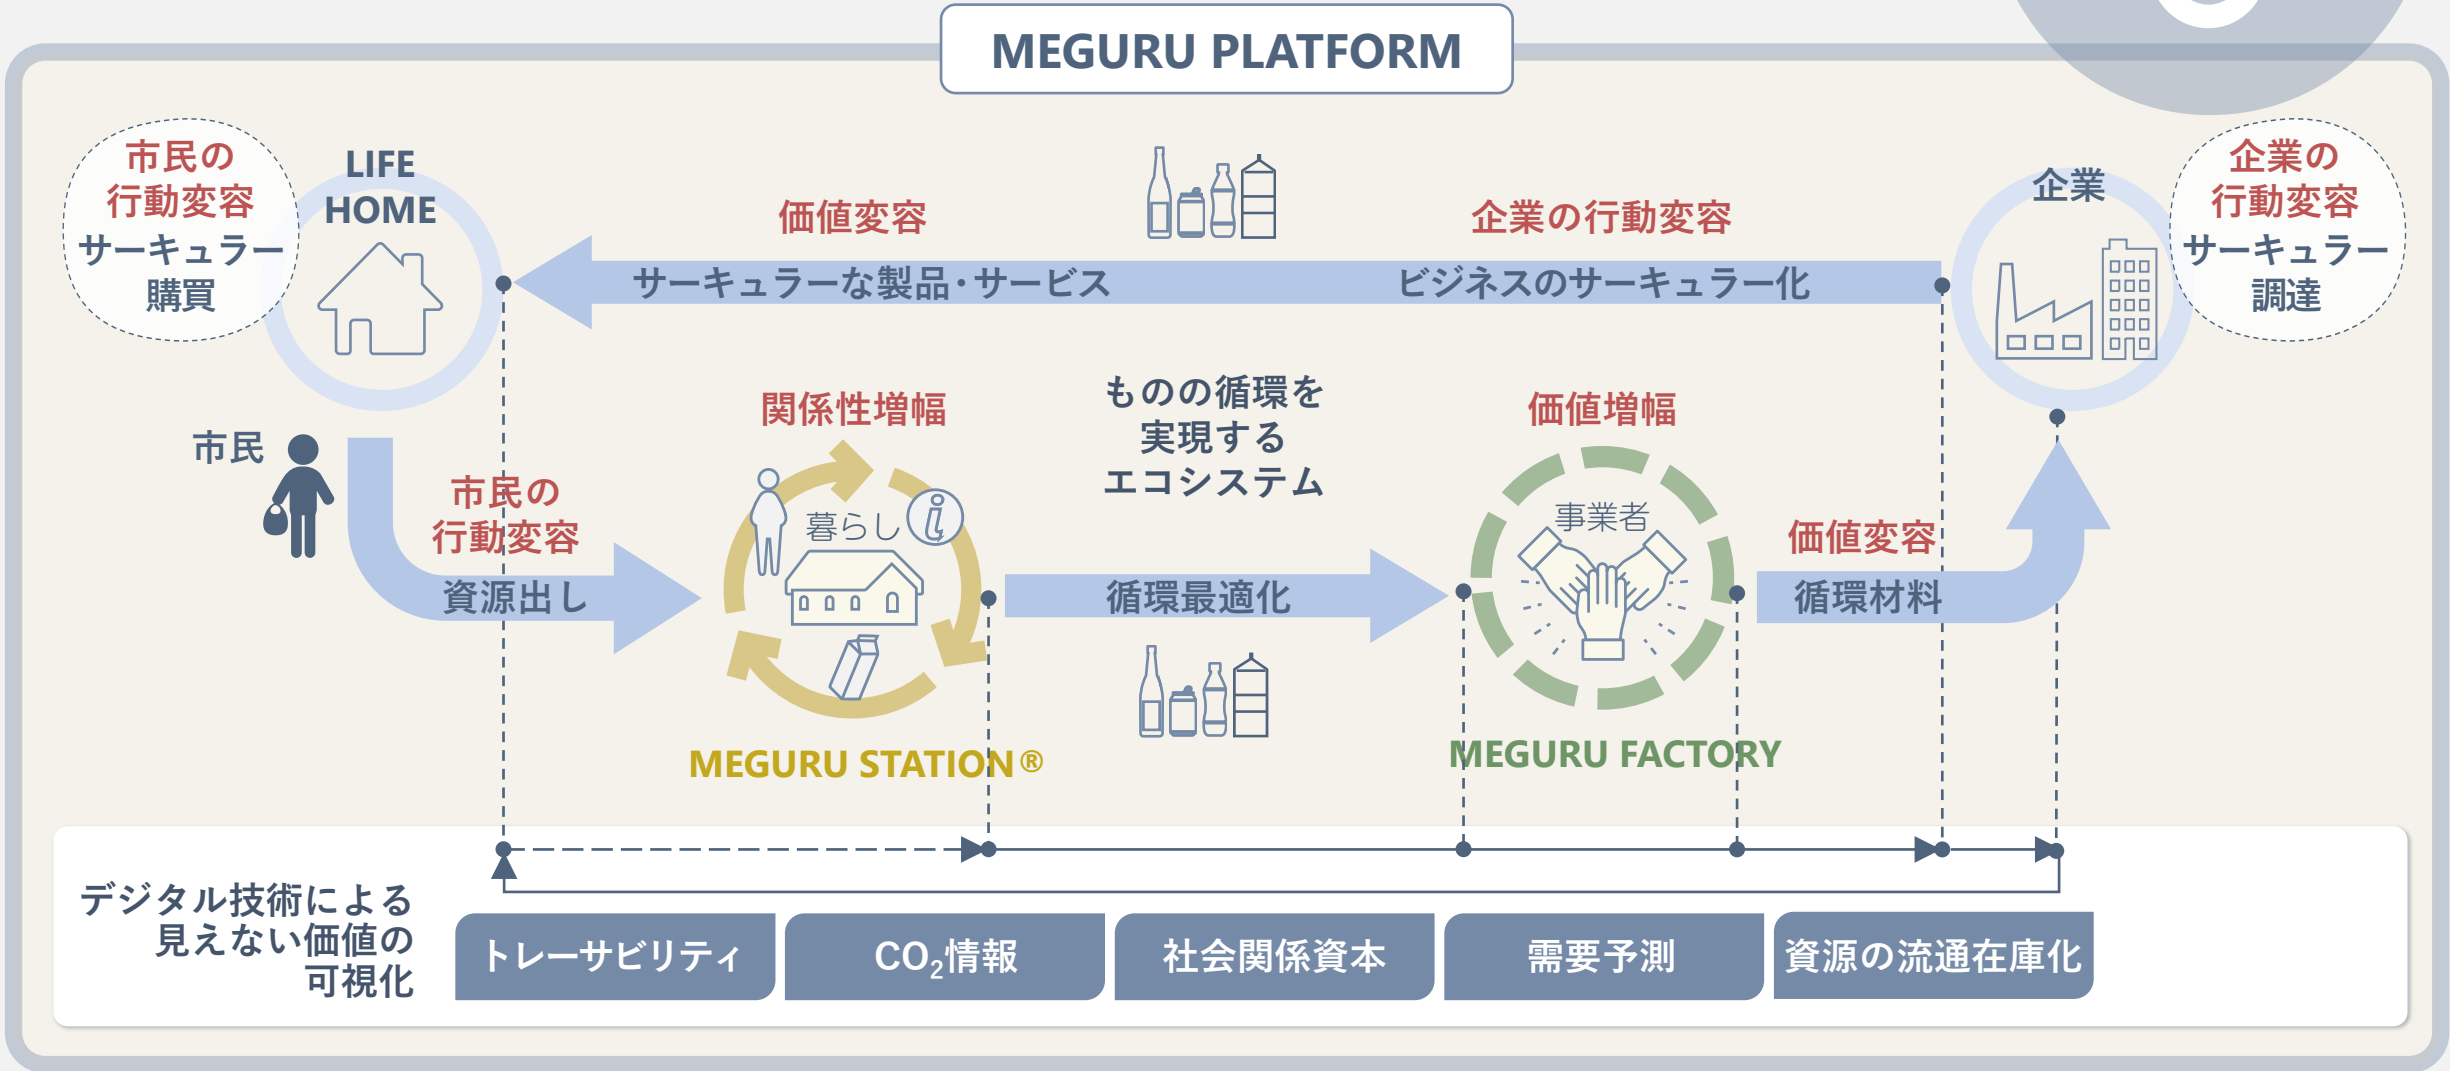 MEGURU PLATFORM
市民の
行動変容
サーキュラー
購買
LIFE
HOME
価値変容
企業の行動変容
サーキュラーな製品・サービス
ビジネスのサーキュラー化
企業
企業の
行動変容
サーキュラー
調達
市民
市民の
行動変容
資源出し
関係性増幅
暮らし
i
MEGURU STATION®
ものの循環を
実現する
エコシステム
循環最適化
価値増幅
事業者
MEGURU FACTORY
価値変容
循環材料
デジタル技術による
見えない価値の
可視化
トレーサビリティ
CO₂情報
社会関係資本
需要予測
資源の流通在庫化